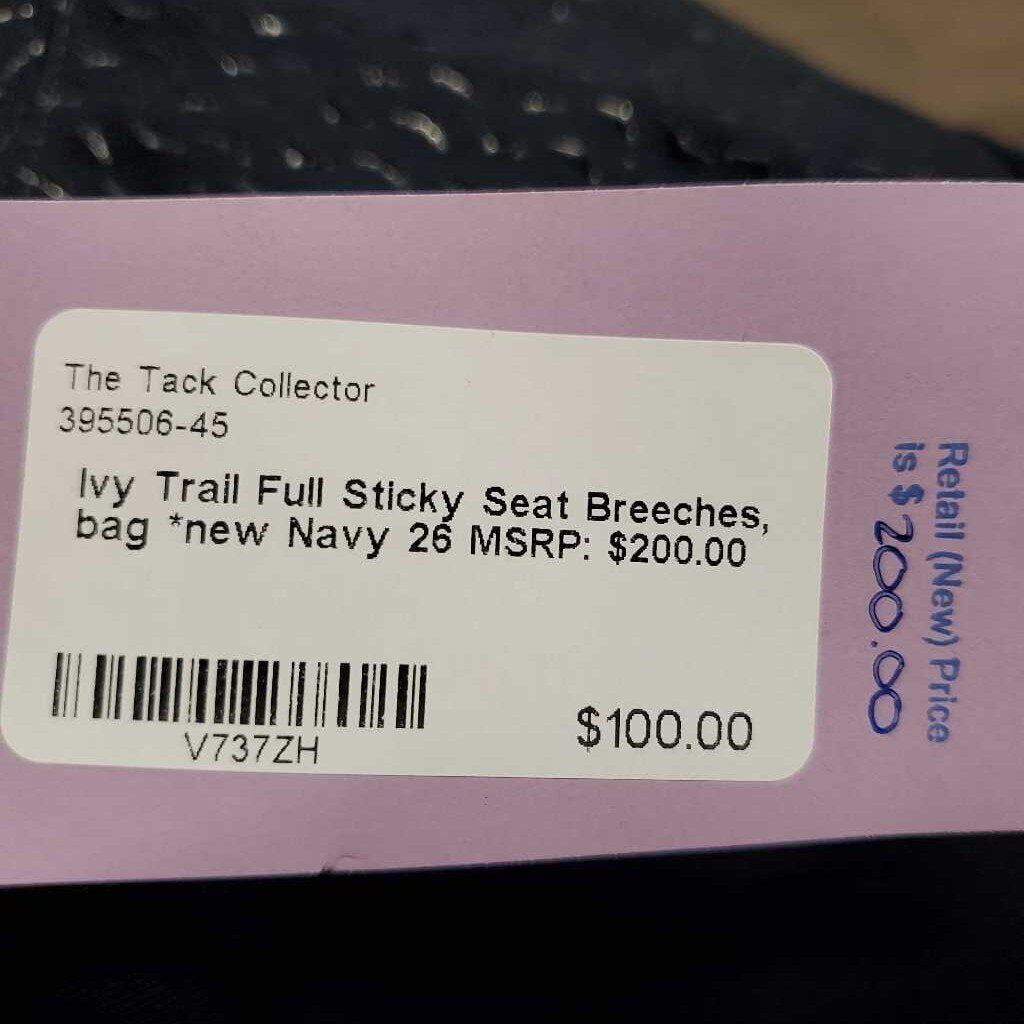 The Tack Collector
395506-45
Ivy Trail Full Sticky Seat Breeches,
bag *new Navy 26 MSRP: $200.00
V737ZH
$100.00
Retail (New) Price
is $ 200.00